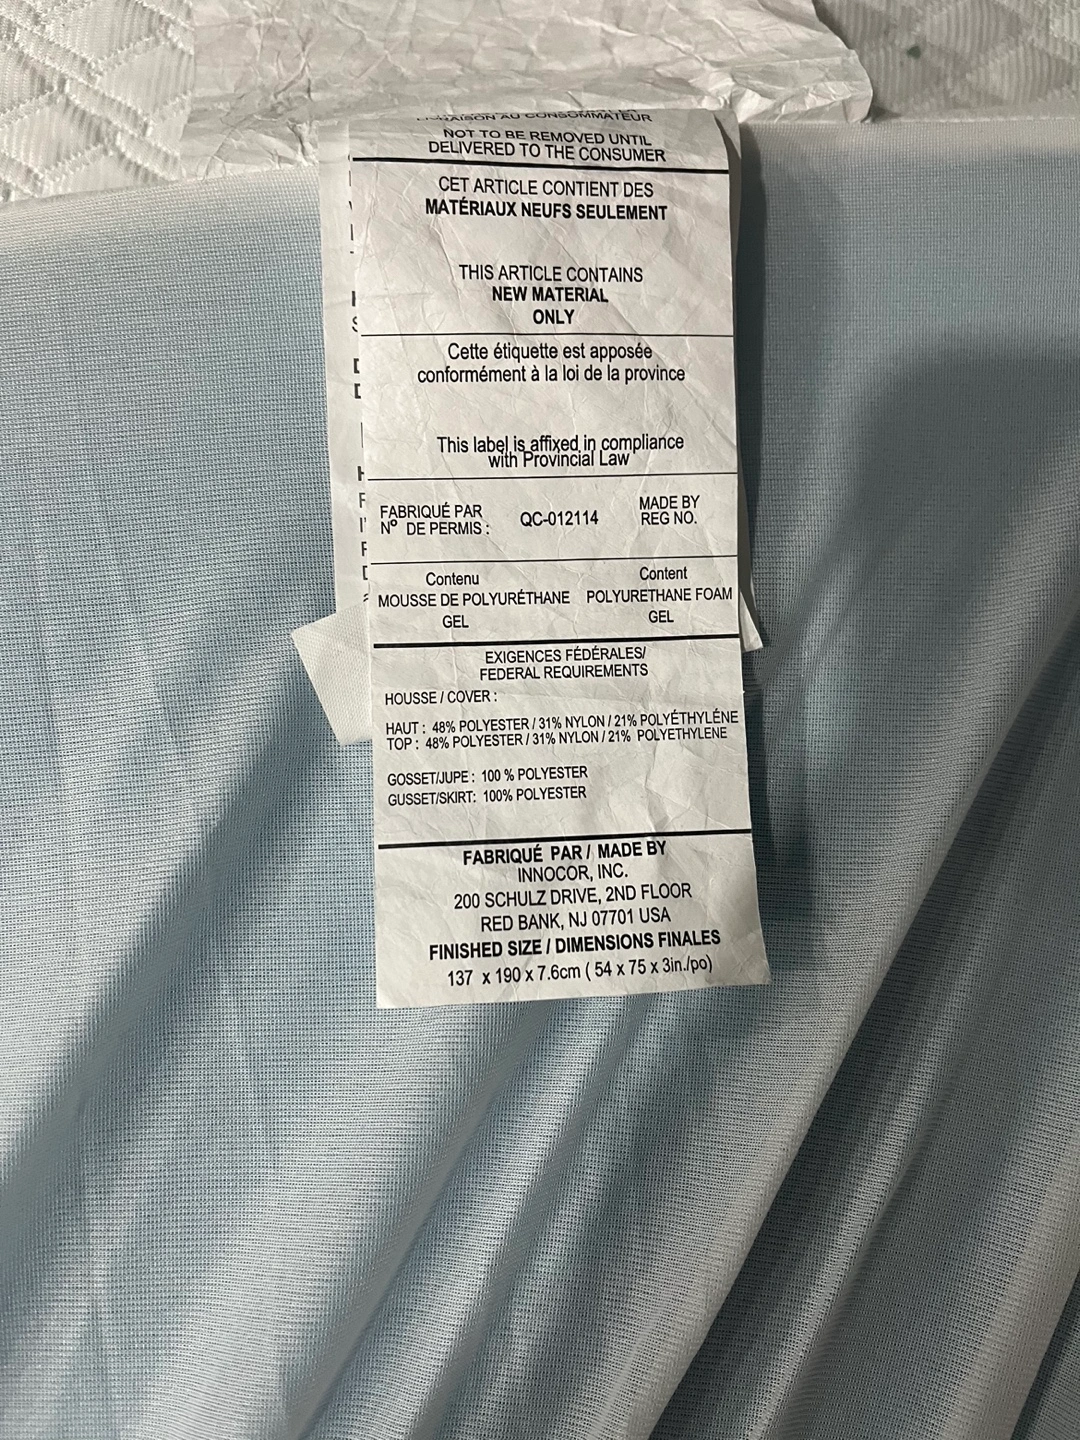 LIVRAISON AU CONSOMMATEUR
NOT TO BE REMOVED UNTIL
DELIVERED TO THE CONSUMER
CET ARTICLE CONTIENT DES
MATÉRIAUX NEUFS SEULEMENT
THIS ARTICLE CONTAINS
NEW MATERIAL
ONLY
Cette étiquette est apposée
conformément à la loi de la province
This label is affixed in compliance
with Provincial Law
FABRIQUÉ PAR
Nº DE PERMIS :
QC-012114
MADE BY
REG NO.
Contenu
MOUSSE DE POLYURÉTHANE
GEL
Content
POLYURETHANE FOAM
GEL
EXIGENCES FÉDÉRALES/
FEDERAL REQUIREMENTS
HOUSSE / COVER :
HAUT : 48% POLYESTER / 31% NYLON / 21% POLYÉTHYLÉNE
TOP : 48% POLYESTER / 31% NYLON / 21% POLYETHYLENE
GOSSET/JUPE : 100 % POLYESTER
GUSSET/SKIRT: 100% POLYESTER
FABRIQUÉ PAR / MADE BY
INNOCOR, INC.
200 SCHULZ DRIVE, 2ND FLOOR
RED BANK, NJ 07701 USA
FINISHED SIZE / DIMENSIONS FINALES
137 x 190 x 7.6cm ( 54 x 75 x 3in./po)